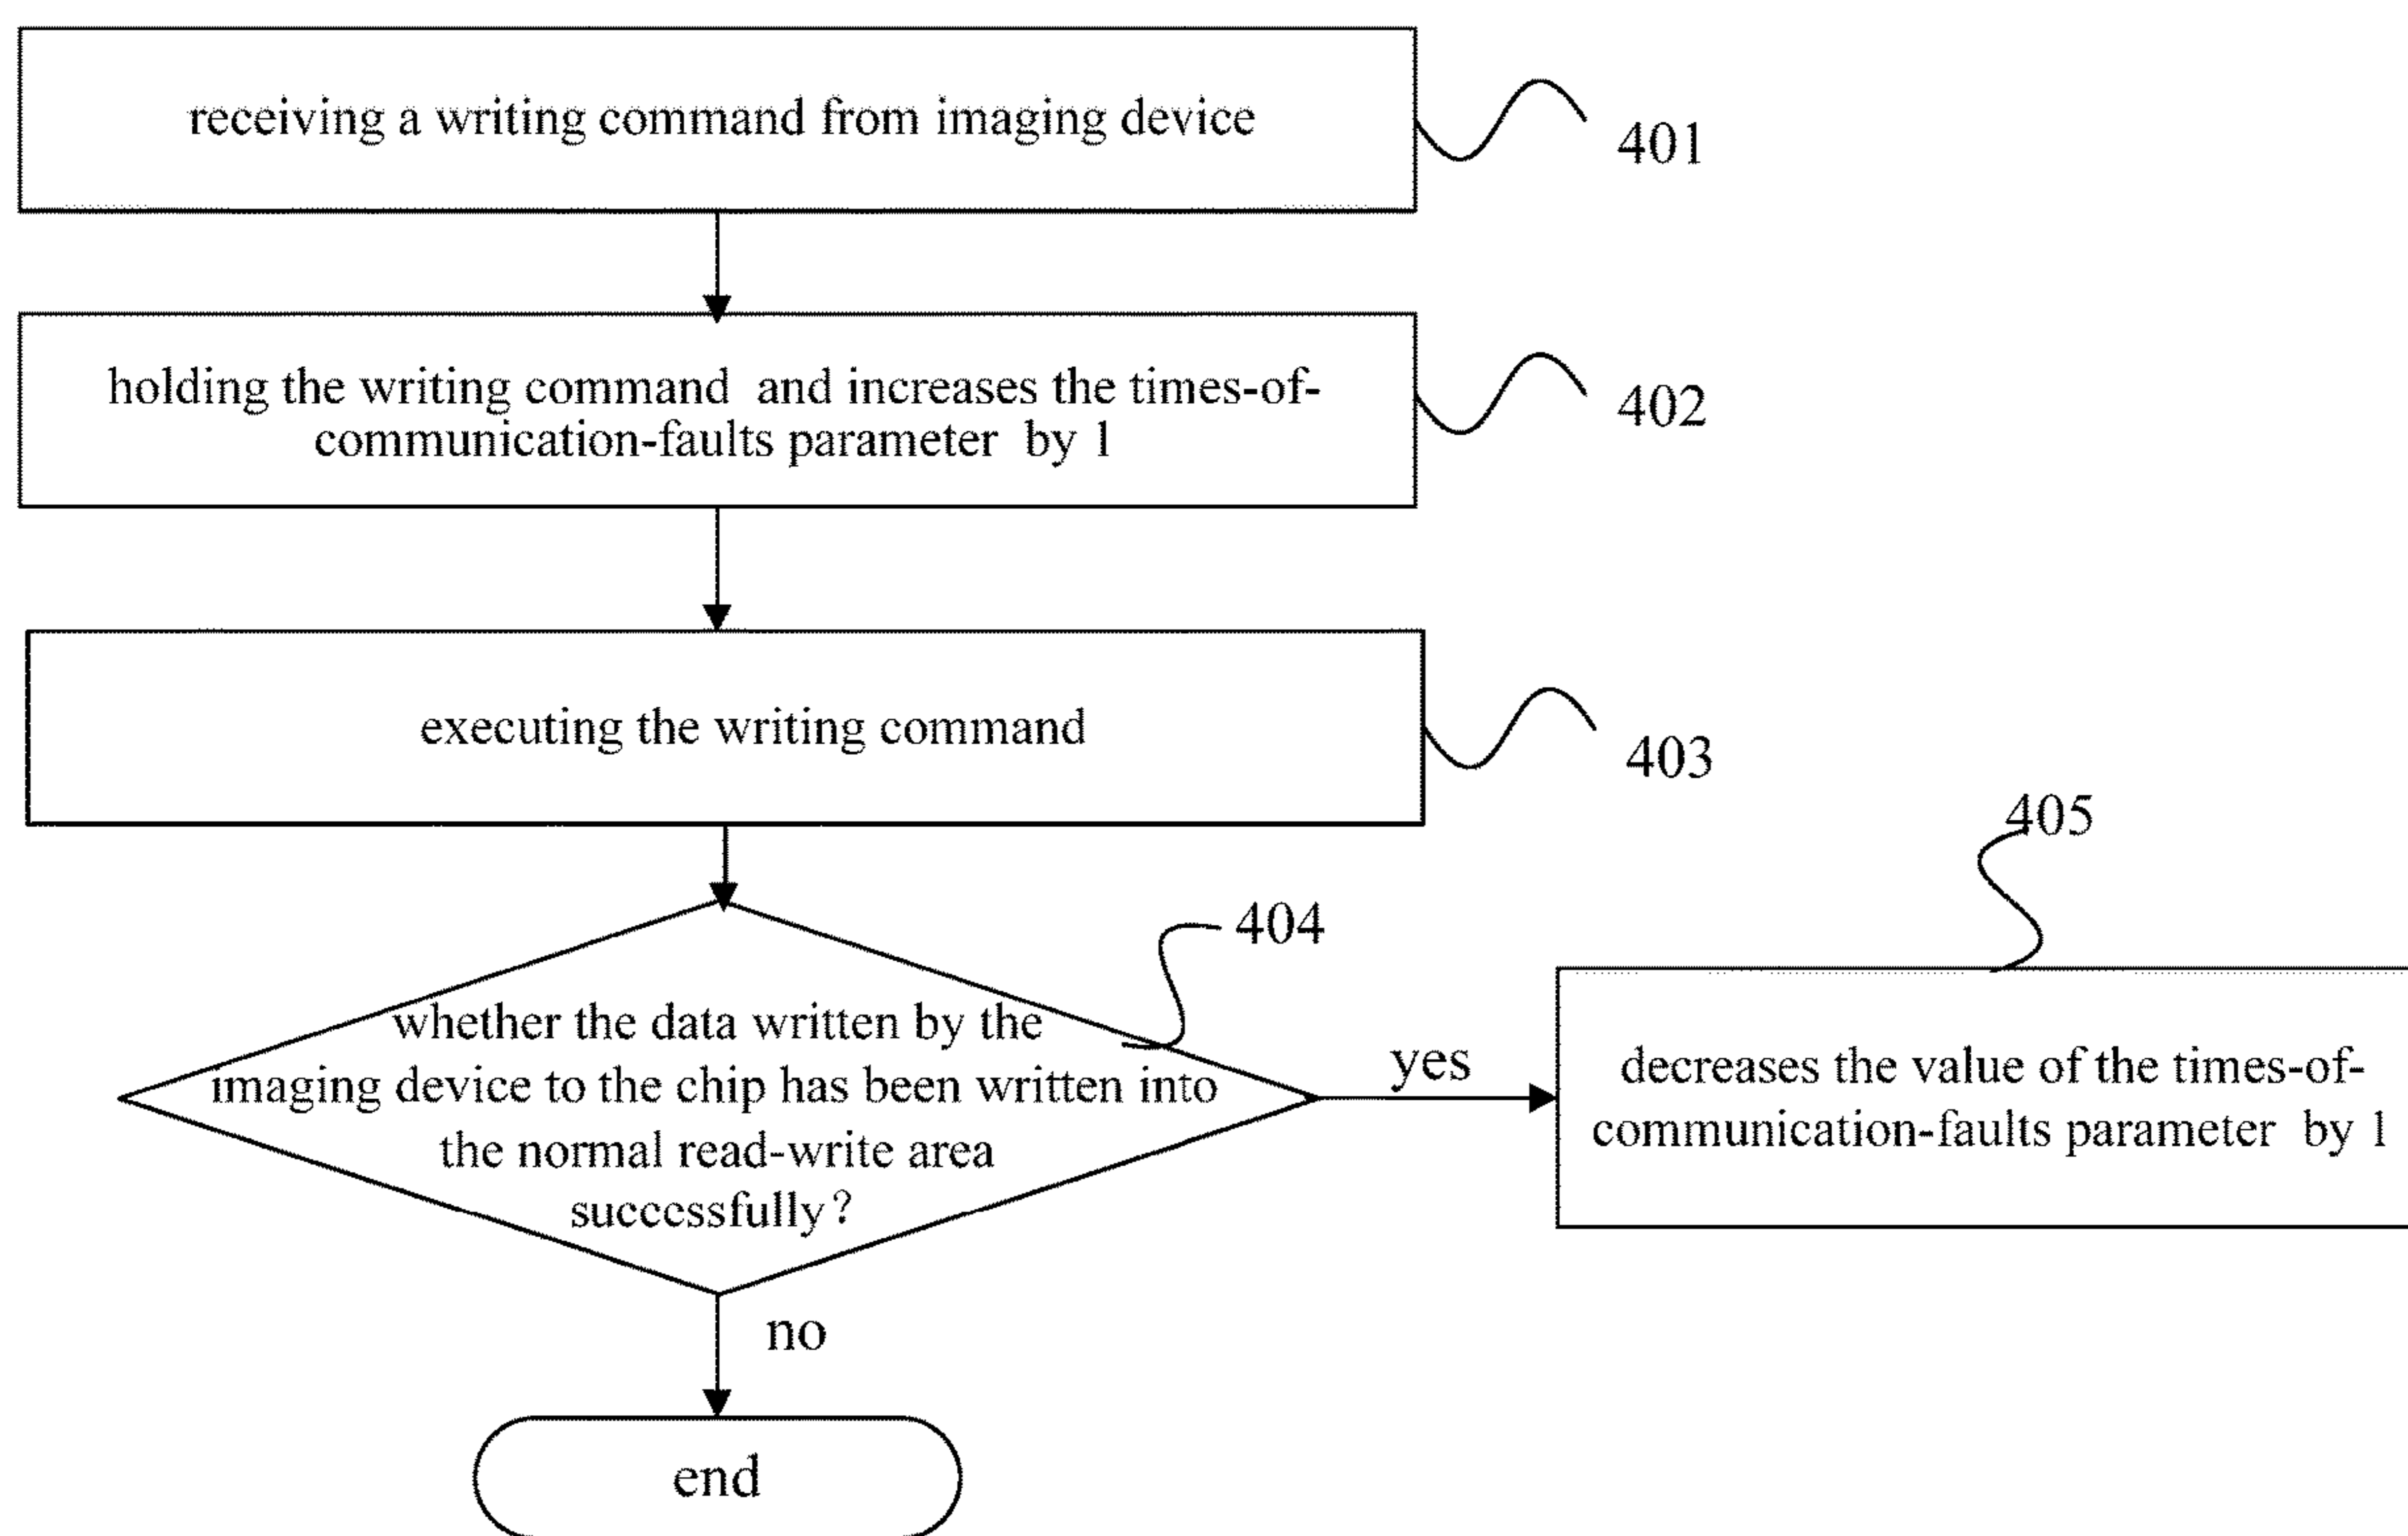 receiving a writing command from imaging device
401
holding the writing command and increases the times-of-
communication-faults parameter by 1
402
executing the writing command
403
405
404
whether the data written by the
imaging device to the chip has been written into
the normal read-write area
successfully?
yes
decreases the value of the times-of-
communication-faults parameter by 1
no
end